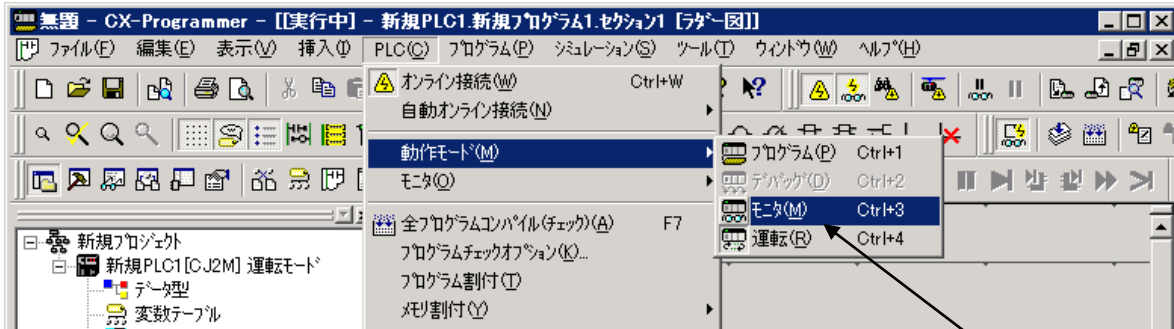 無題 - CX-Programmer - [[実行中] - 新規PLC1.新規プログラム1.セクション1 [ラダー図]]
ファイル(F) 編集(E) 表示(V) 挿入(I) PLC(C) プログラム(P) シミュレーション(S) ツール(T) ウィンドウ(W) ヘルプ(H)
オンライン接続(W) Ctrl+W
自動オンライン接続(N)
動作モード(M)
モニタ(O)
全プログラムコンパイル(チェック)(A) F7
プログラムチェックオプション(K)...
プログラム割付(T)
メモリ割付(Y)
プログラム(P) Ctrl+1
デバッグ(D) Ctrl+2
モニタ(M) Ctrl+3
運転(R) Ctrl+4
新規プロジェクト
新規PLC1[CJ2M] 運転モード
データ型
変数テーブル